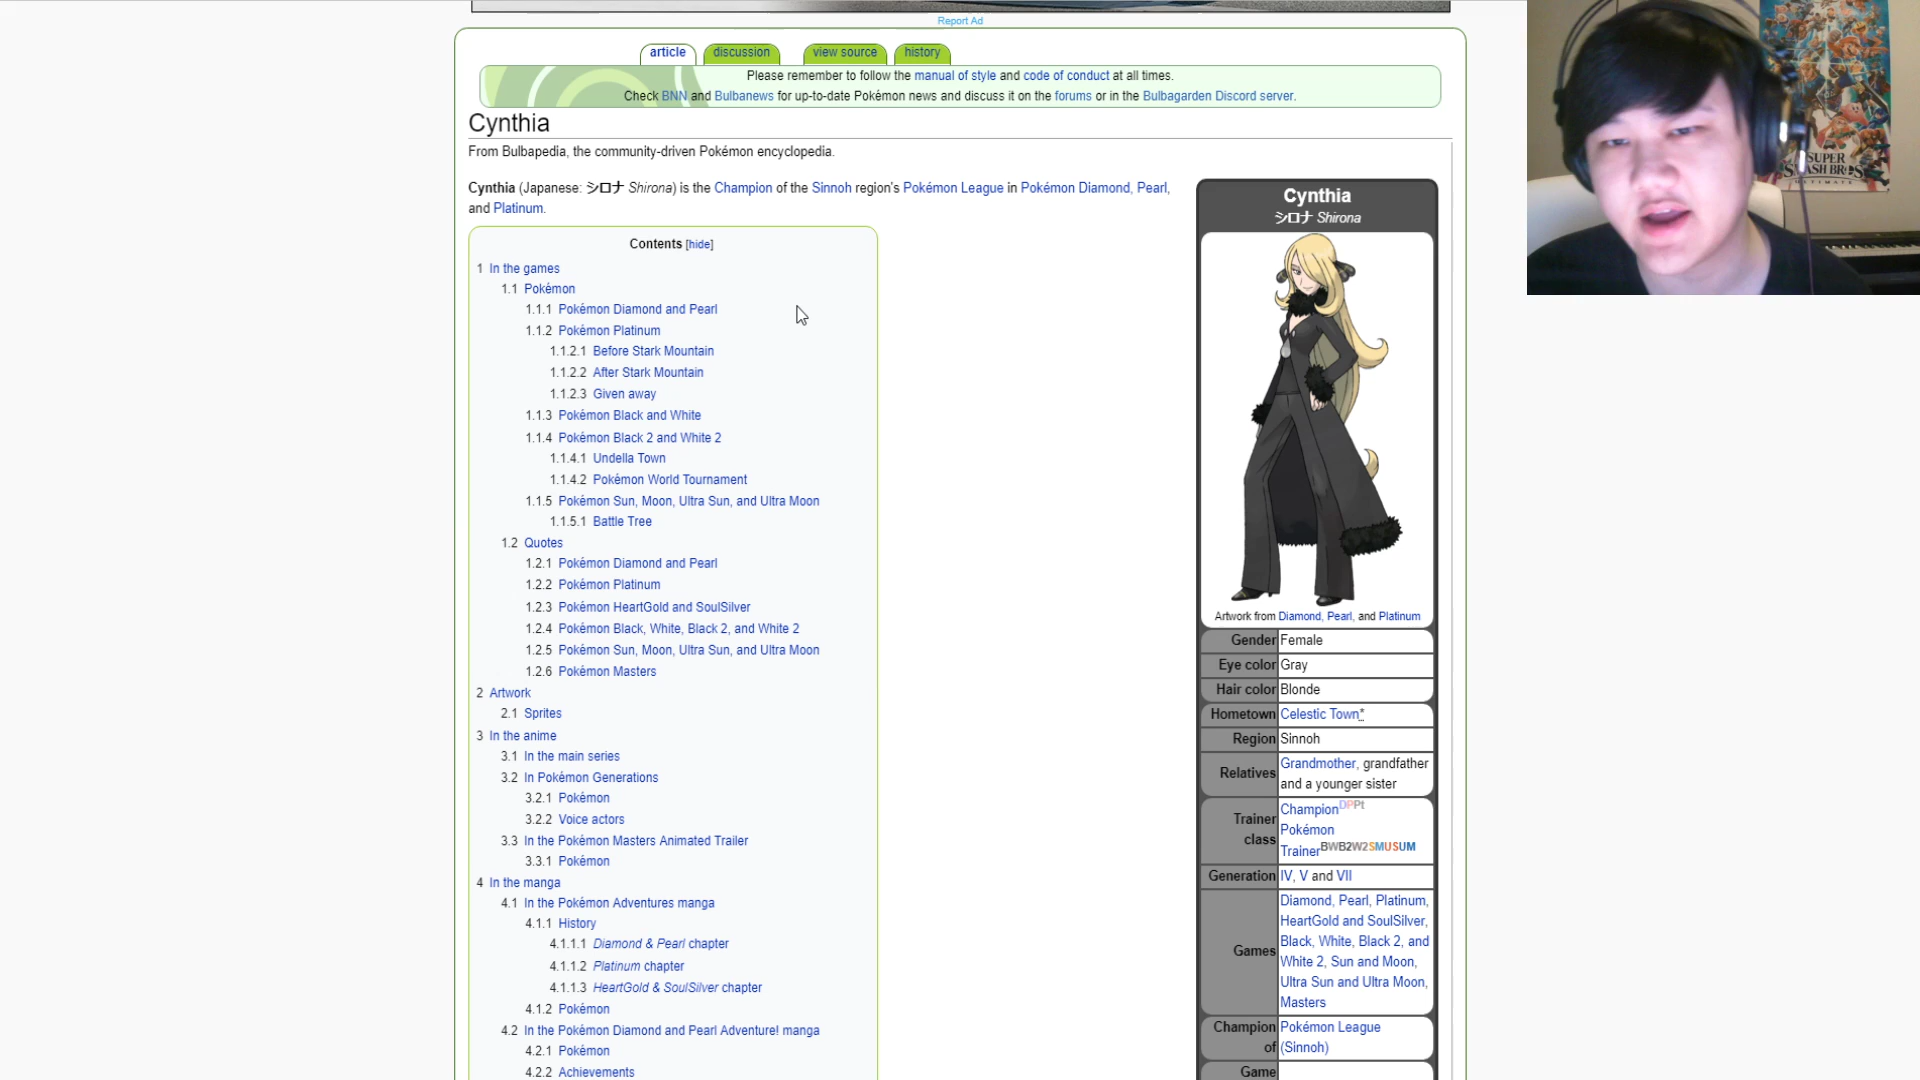 Report Ad
article
discussion
view source
history
Please remember to follow the manual of style and code of conduct at all times.
Check BNN and Bulbanews for up-to-date Pokémon news and discuss it on the forums or in the Bulbagarden Discord server.
Cynthia
From Bulbapedia, the community-driven Pokémon encyclopedia.
Cynthia (Japanese: シロナ Shirona) is the Champion of the Sinnoh region's Pokémon League in Pokémon Diamond, Pearl,
and Platinum.
Contents [hide]
1 In the games
1.1 Pokémon
1.1.1 Pokémon Diamond and Pearl
1.1.2 Pokémon Platinum
1.1.2.1 Before Stark Mountain
1.1.2.2 After Stark Mountain
1.1.2.3 Given away
1.1.3 Pokémon Black and White
1.1.4 Pokémon Black 2 and White 2
1.1.4.1 Undella Town
1.1.4.2 Pokémon World Tournament
1.1.5 Pokémon Sun, Moon, Ultra Sun, and Ultra Moon
1.1.5.1 Battle Tree
1.2 Quotes
1.2.1 Pokémon Diamond and Pearl
1.2.2 Pokémon Platinum
1.2.3 Pokémon HeartGold and SoulSilver
1.2.4 Pokémon Black, White, Black 2, and White 2
1.2.5 Pokémon Sun, Moon, Ultra Sun, and Ultra Moon
1.2.6 Pokémon Masters
2 Artwork
2.1 Sprites
3 In the anime
3.1 In the main series
3.2 In Pokémon Generations
3.2.1 Pokémon
3.2.2 Voice actors
3.3 In the Pokémon Masters Animated Trailer
3.3.1 Pokémon
4 In the manga
4.1 In the Pokémon Adventures manga
4.1.1 History
4.1.1.1 Diamond & Pearl chapter
4.1.1.2 Platinum chapter
4.1.1.3 HeartGold & SoulSilver chapter
4.1.2 Pokémon
4.2 In the Pokémon Diamond and Pearl Adventure! manga
4.2.1 Pokémon
4.2.2 Achievements
Cynthia
シロナ Shirona
Artwork from Diamond, Pearl, and Platinum
Gender Female
Eye color Gray
Hair color Blonde
Hometown Celestic Town*
Region Sinnoh
Relatives Grandmother, grandfather
and a younger sister
Trainer
class
Champion DPPt
Pokémon
Trainer BWB2W2SMUSUM
Generation IV, V and VII
Games
Diamond, Pearl, Platinum,
HeartGold and SoulSilver,
Black, White, Black 2, and
White 2, Sun and Moon,
Ultra Sun and Ultra Moon,
Masters
Champion
of
Pokémon League
(Sinnoh)
Game
SUPER
SMASH BROS
ULTIMATE